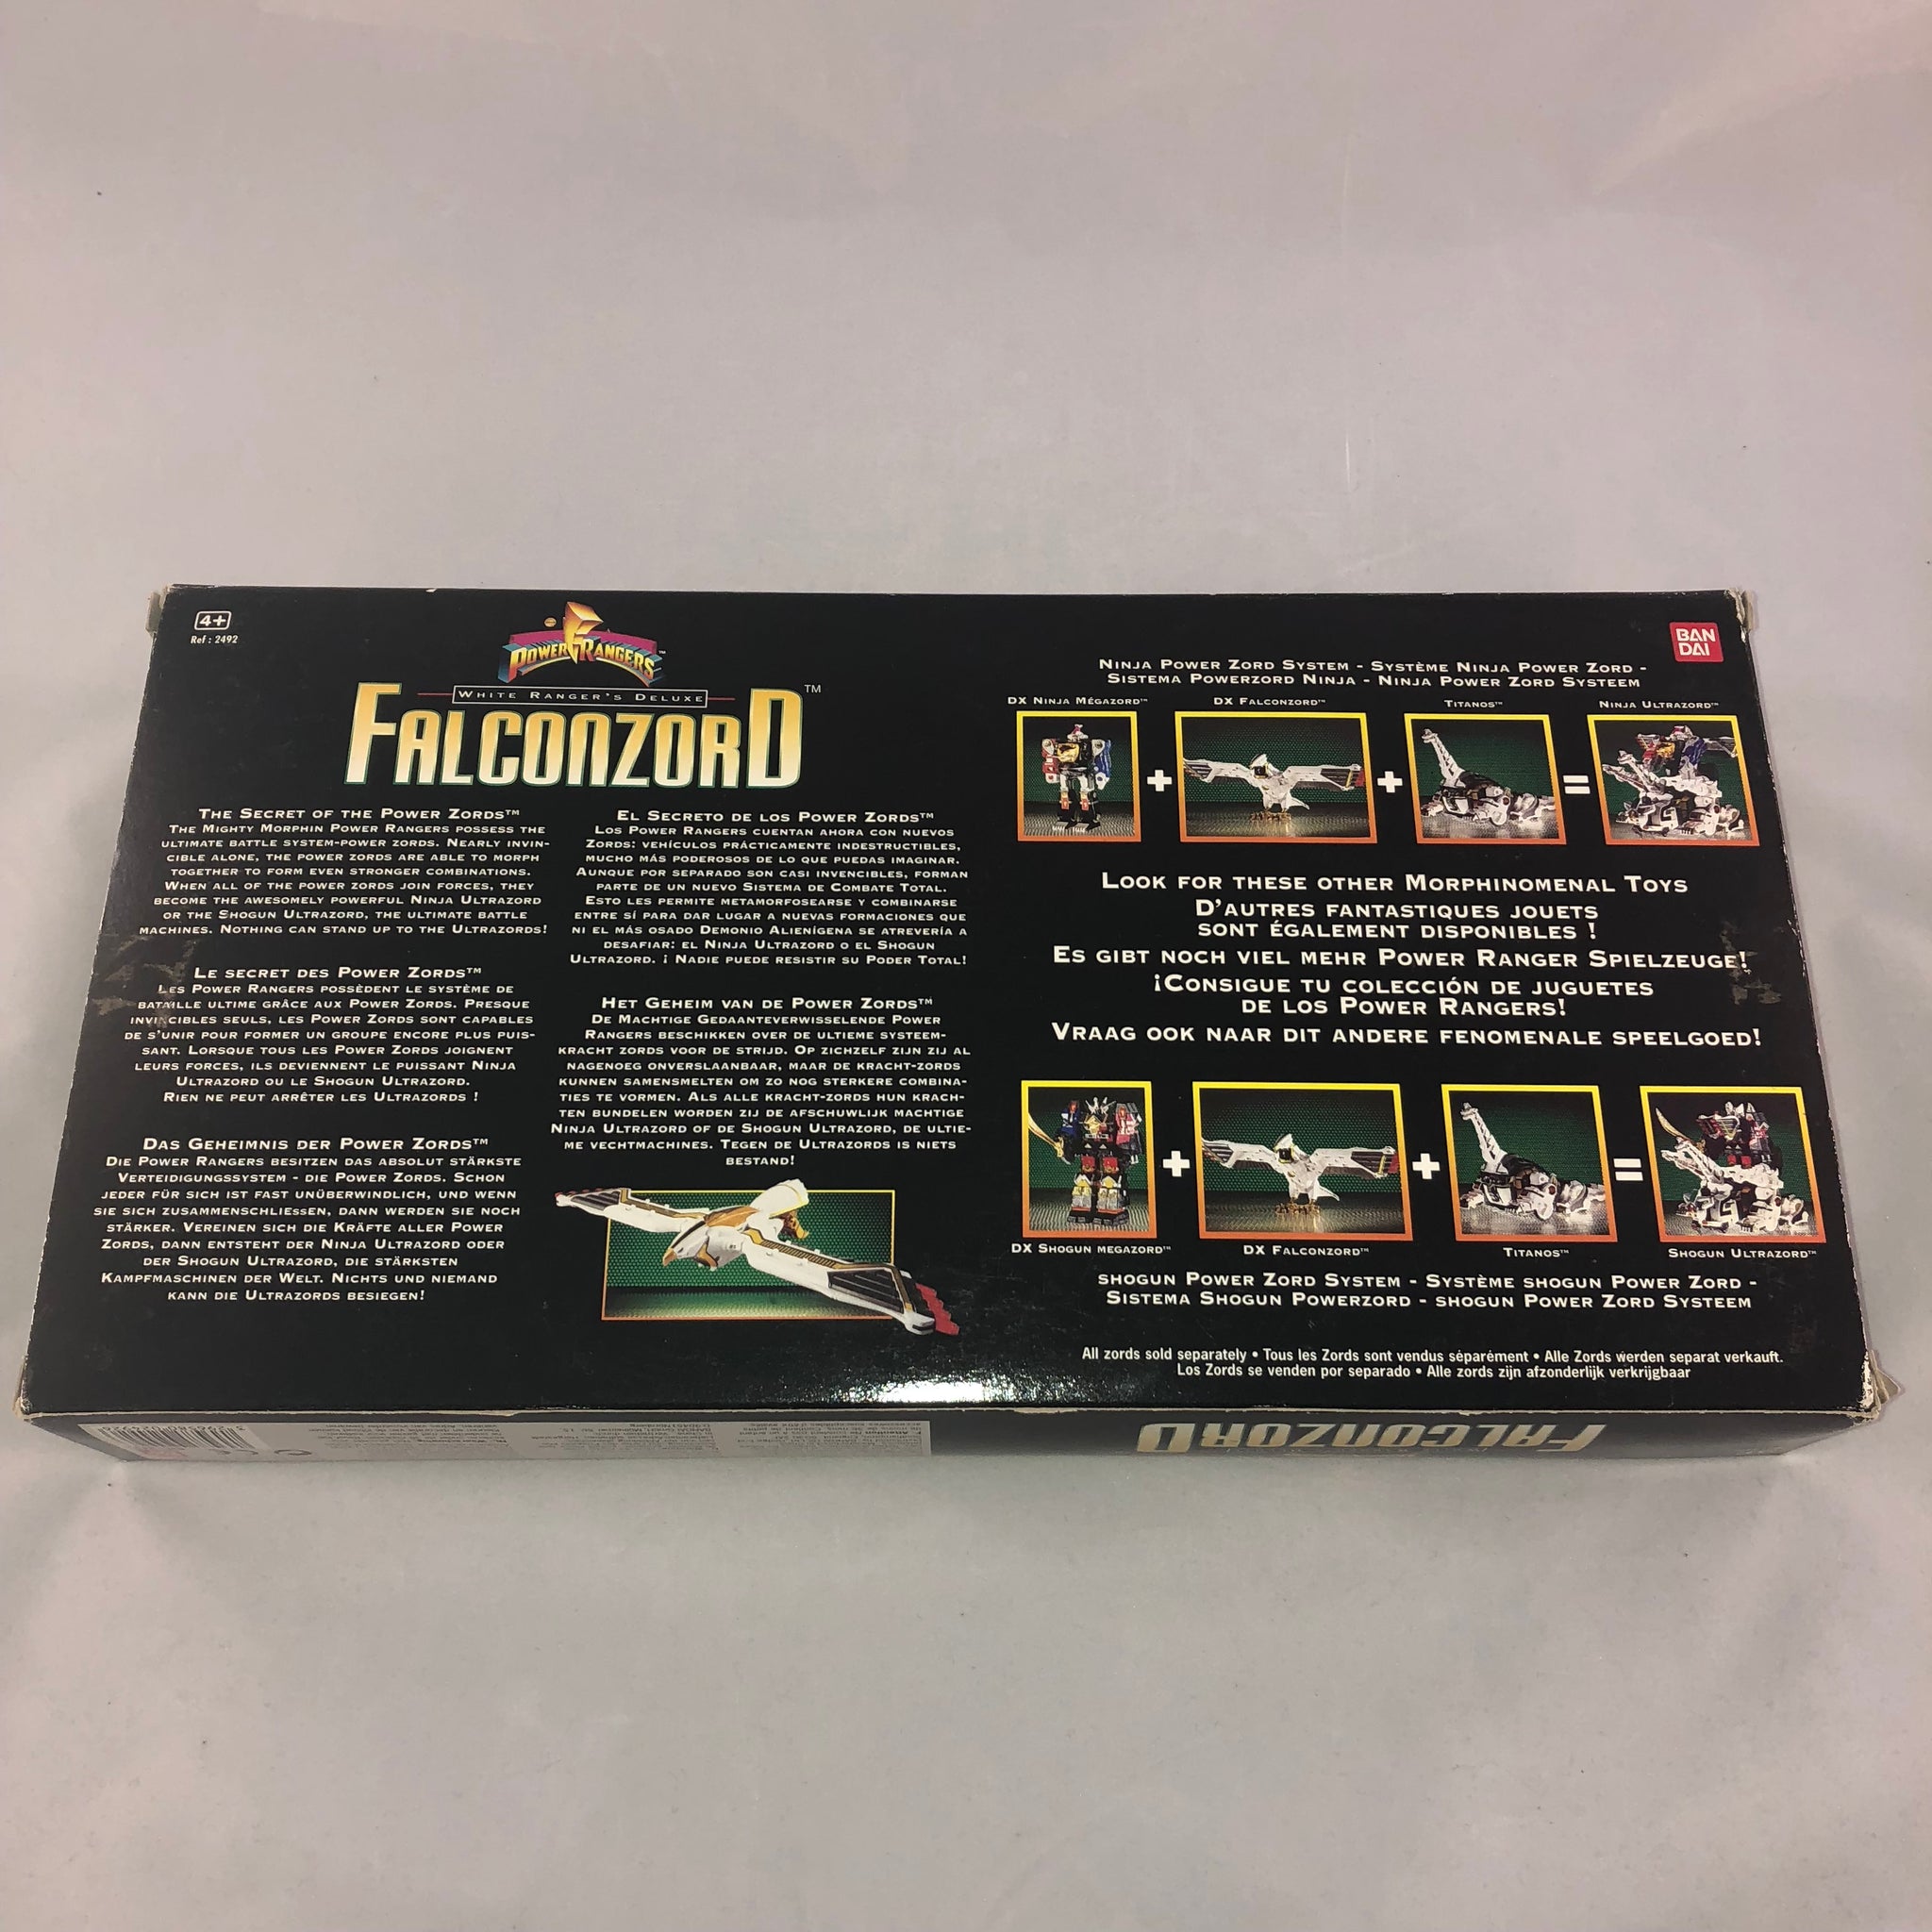 4+
Ref : 2492
POWER RANGERS™
WHITE RANGER'S DELUXE
FALCONZORD™
THE SECRET OF THE POWER ZORDS™
THE MIGHTY MORPHIN POWER RANGERS POSSESS THE
ULTIMATE BATTLE SYSTEM-POWER ZORDS. NEARLY INVIN-
CIBLE ALONE, THE POWER ZORDS ARE ABLE TO MORPH
TOGETHER TO FORM EVEN STRONGER COMBINATIONS.
WHEN ALL OF THE POWER ZORDS JOIN FORCES, THEY
BECOME THE AWESOMELY POWERFUL NINJA ULTRAZORD
OR THE SHOGUN ULTRAZORD, THE ULTIMATE BATTLE
MACHINES. NOTHING CAN STAND UP TO THE ULTRAZORDS!
LE SECRET DES POWER ZORDS™
LES POWER RANGERS POSSÈDENT LE SYSTÈME DE
BATAILLE ULTIME GRÂCE AUX POWER ZORDS. PRESQUE
INVINCIBLES SEULS, LES POWER ZORDS SONT CAPABLES
DE S'UNIR POUR FORMER UN GROUPE ENCORE PLUS PUIS-
SANT. LORSQUE TOUS LES POWER ZORDS JOIGNENT
LEURS FORCES, ILS DEVIENNENT LE PUISSANT NINJA
ULTRAZORD OU LE SHOGUN ULTRAZORD.
RIEN NE PEUT ARRÊTER LES ULTRAZORDS !
DAS GEHEIMNIS DER POWER ZORDS™
DIE POWER RANGERS BESITZEN DAS ABSOLUT STÄRKSTE
VERTEIDIGUNGSSYSTEM - DIE POWER ZORDS. SCHON
JEDER FÜR SICH IST FAST UNÜBERWINDLICH, UND WENN
SIE SICH ZUSAMMENSCHLIEssEN, DANN WERDEN SIE NOCH
STÄRKER. VEREINEN SICH DIE KRÄFTE ALLER POWER
ZORDS, DANN ENTSTEHT DER NINJA ULTRAZORD ODER
DER SHOGUN ULTRAZORD, DIE STÄRKSTEN
KAMPFMASCHINEN DER WELT. NICHTS UND NIEMAND
KANN DIE ULTRAZORDS BESIEGEN!
EL SECRETO DE LOS POWER ZORDS™
LOS POWER RANGERS CUENTAN AHORA CON NUEVOS
ZORDS: VEHÍCULOS PRÁCTICAMENTE INDESTRUCTIBLES,
MUCHO MÁS PODEROSOS DE LO QUE PUEDAS IMAGINAR.
AUNQUE POR SEPARADO SON CASI INVENCIBLES, FORMAN
PARTE DE UN NUEVO SISTEMA DE COMBATE TOTAL.
ESTO LES PERMITE METAMORFOSEARSE Y COMBINARSE
ENTRE SÍ PARA DAR LUGAR A NUEVAS FORMACIONES QUE
NI EL MÁS OSADO DEMONIO ALIENÍGENA SE ATREVERÍA A
DESAFIAR: EL NINJA ULTRAZORD O EL SHOGUN
ULTRAZORD. ¡ NADIE PUEDE RESISTIR SU PODER TOTAL!
HET GEHEIM VAN DE POWER ZORDS™
DE MACHTIGE GEDAANTEVERWISSELENDE POWER
RANGERS BESCHIKKEN OVER DE ULTIEME SYSTEEM-
KRACHT ZORDS VOOR DE STRIJD. OP ZICHZELF ZIJN ZIJ AL
NAGENOEG ONVERSLAANBAAR, MAAR DE KRACHT-ZORDS
KUNNEN SAMENSMELTEN OM ZO NOG STERKERE COMBINA-
TIES TE VORMEN. ALS ALLE KRACHT-ZORDS HUN KRACH-
TEN BUNDELEN WORDEN ZIJ DE AFSCHUWLIJK MACHTIGE
NINJA ULTRAZORD OF DE SHOGUN ULTRAZORD, DE ULTIE-
ME VECHTMACHINES. TEGEN DE ULTRAZORDS IS NIETS
BESTAND!
BAN
DAI
NINJA POWER ZORD SYSTEM - SYSTÈME NINJA POWER ZORD -
SISTEMA POWERZORD NINJA - NINJA POWER ZORD SYSTEEM
DX NINJA MÉGAZORD™ DX FALCONZORD™ TITANOS™ NINJA ULTRAZORD™
+ + =
LOOK FOR THESE OTHER MORPHINOMENAL TOYS
D'AUTRES FANTASTIQUES JOUETS
SONT ÉGALEMENT DISPONIBLES !
ES GIBT NOCH VIEL MEHR POWER RANGER SPIELZEUGE!
¡CONSIGUE TU COLECCIÓN DE JUGUETES
DE LOS POWER RANGERS!
VRAAG OOK NAAR DIT ANDERE FENOMENALE SPEELGOED!
+ + =
DX SHOGUN MEGAZORD™ DX FALCONZORD™ TITANOS™ SHOGUN ULTRAZORD™
SHOGUN POWER ZORD SYSTEM - SYSTÈME SHOGUN POWER ZORD -
SISTEMA SHOGUN POWERZORD - SHOGUN POWER ZORD SYSTEEM
All zords sold separately • Tous les Zords sont vendus séparément • Alle Zords werden separat verkauft.
Los Zords se venden por separado • Alle zords zijn afzonderlijk verkrijgbaar
FALCONZORD